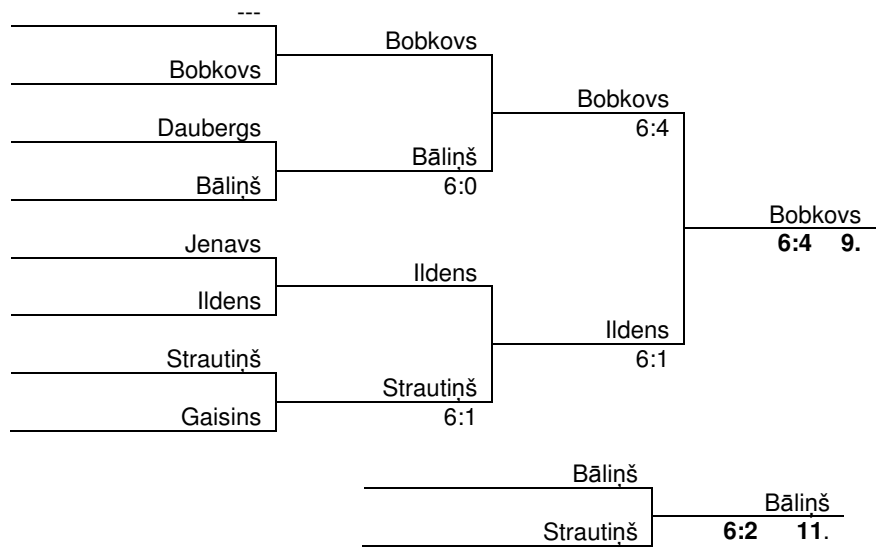 ---
Bobkovs
Bobkovs
Bobkovs
Daubergs
6:4
Bāliņš
Bāliņš
6:0
Bobkovs
Jenavs
6:4 9.
Ildens
Ildens
Ildens
Strautiņš
6:1
Strautiņš
Gaisins
6:1
Bāliņš
Bāliņš
Strautiņš
6:2 11.